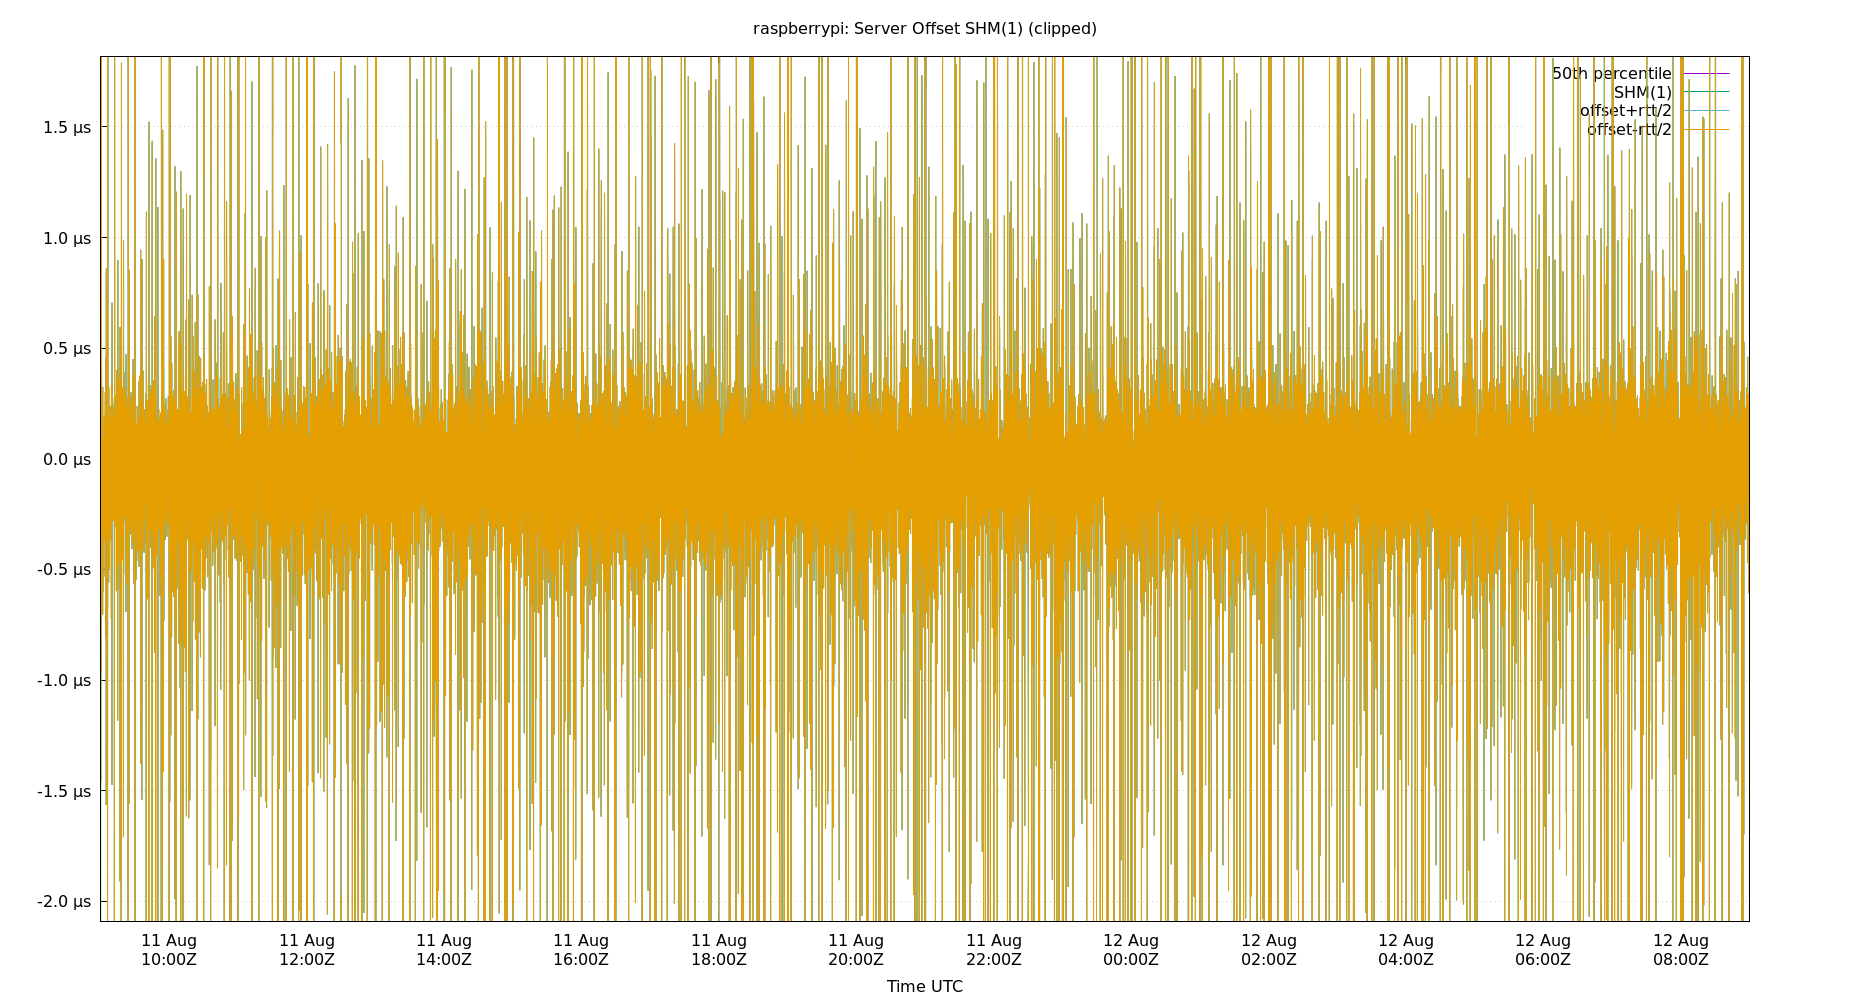 raspberrypi: Server Offset SHM(1) (clipped)
50th percentile
SHM(1)
offset+rtt/2
offset-rtt/2
1.5 µs
1.0 µs
0.5 µs
0.0 µs
-0.5 µs
-1.0 µs
-1.5 µs
-2.0 µs
11 Aug 11 Aug 11 Aug 11 Aug 11 Aug 11 Aug 11 Aug 12 Aug 12 Aug 12 Aug 12 Aug 12 Aug
10:00Z 12:00Z 14:00Z 16:00Z 18:00Z 20:00Z 22:00Z 00:00Z 02:00Z 04:00Z 06:00Z 08:00Z
Time UTC